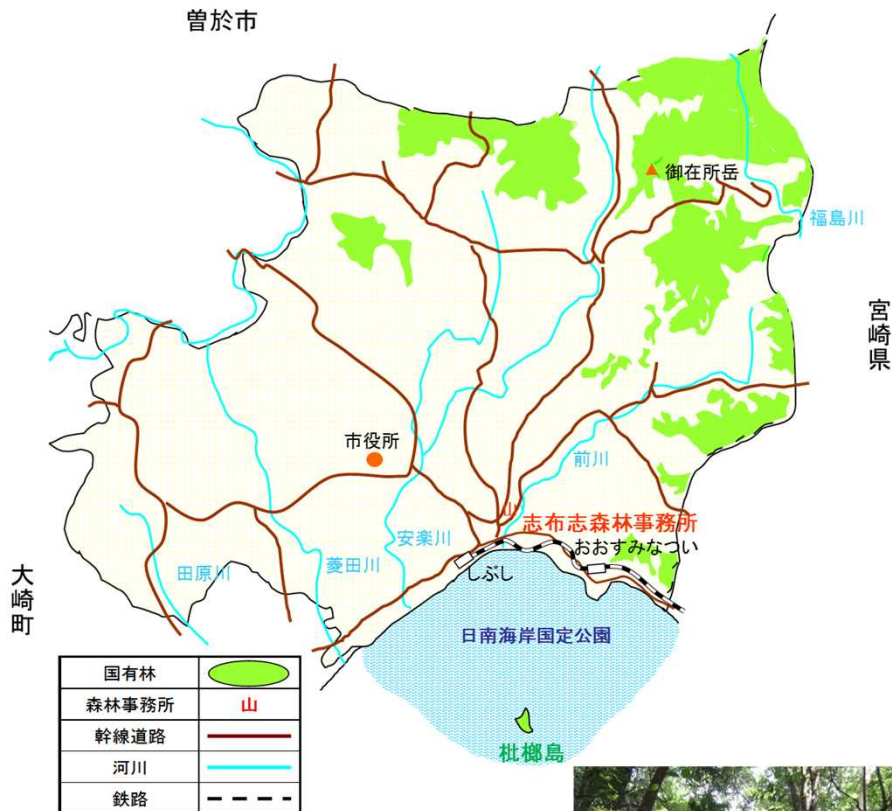 曽於市
御在所岳
福島川
宮
崎
県
市役所
前川
山
志布志森林事務所
おおすみなつい
安楽川
しぶし
菱田川
田原川
大
崎
町
日南海岸国定公園
枇榔島
国有林
森林事務所 山
幹線道路
河川
鉄路